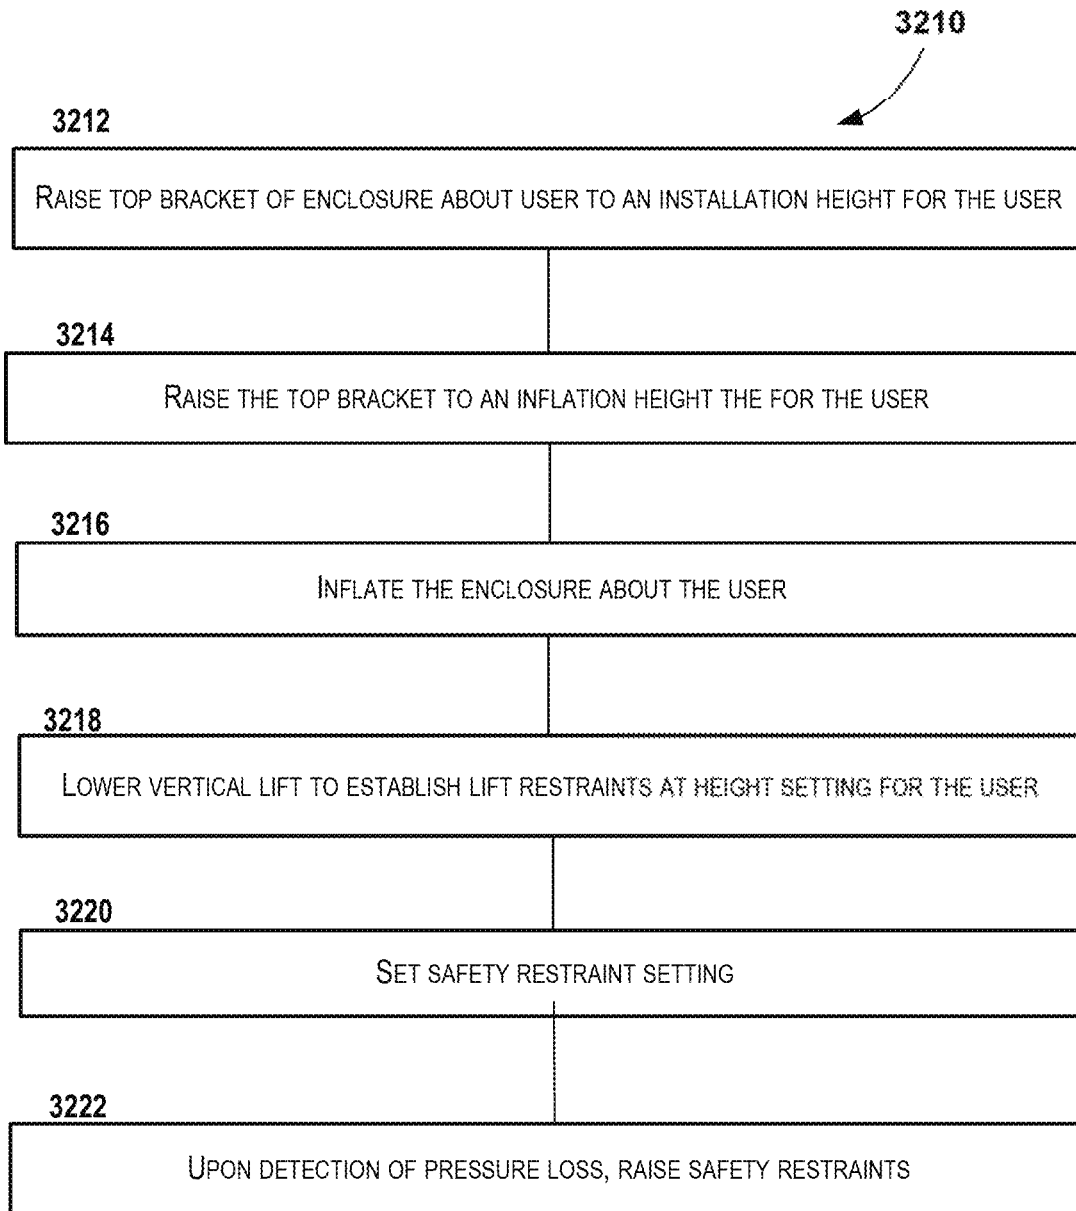 3210
3212
RAISE TOP BRACKET OF ENCLOSURE ABOUT USER TO AN INSTALLATION HEIGHT FOR THE USER
3214
RAISE THE TOP BRACKET TO AN INFLATION HEIGHT THE FOR THE USER
3216
INFLATE THE ENCLOSURE ABOUT THE USER
3218
LOWER VERTICAL LIFT TO ESTABLISH LIFT RESTRAINTS AT HEIGHT SETTING FOR THE USER
3220
SET SAFETY RESTRAINT SETTING
3222
UPON DETECTION OF PRESSURE LOSS, RAISE SAFETY RESTRAINTS